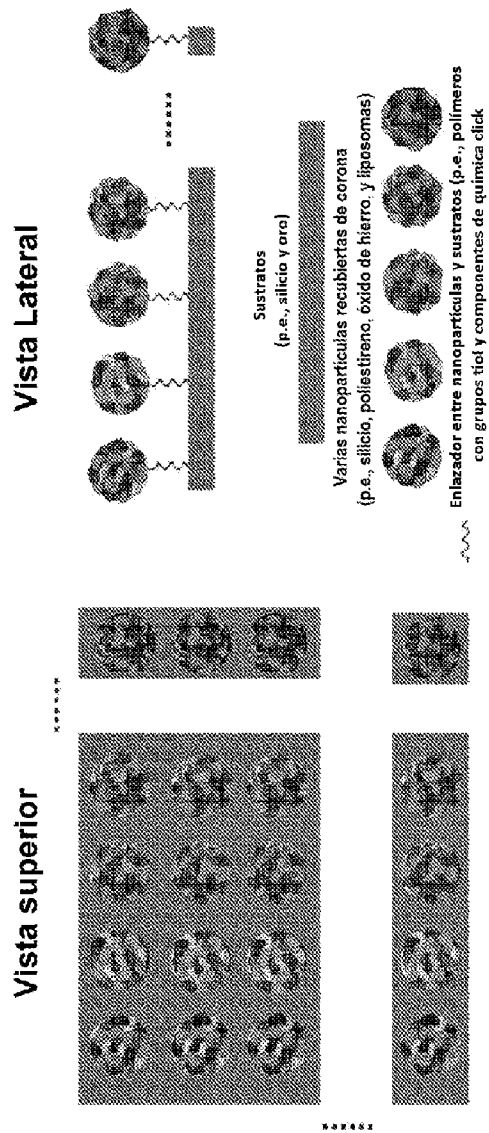 Vista superior
Vista Lateral
Sustratos
(p.e., silicio y oro)
Varias nanopartículas recubiertas de corona
(p.e., silicio, poliestireno, óxido de hierro, y liposomas)
Enlazador entre nanopartículas y sustratos (p.e., polímeros
con grupos tiol y componentes de química click